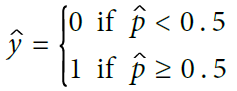 ŷ = { 0 if p̂ < 0.5
1 if p̂ ≥ 0.5